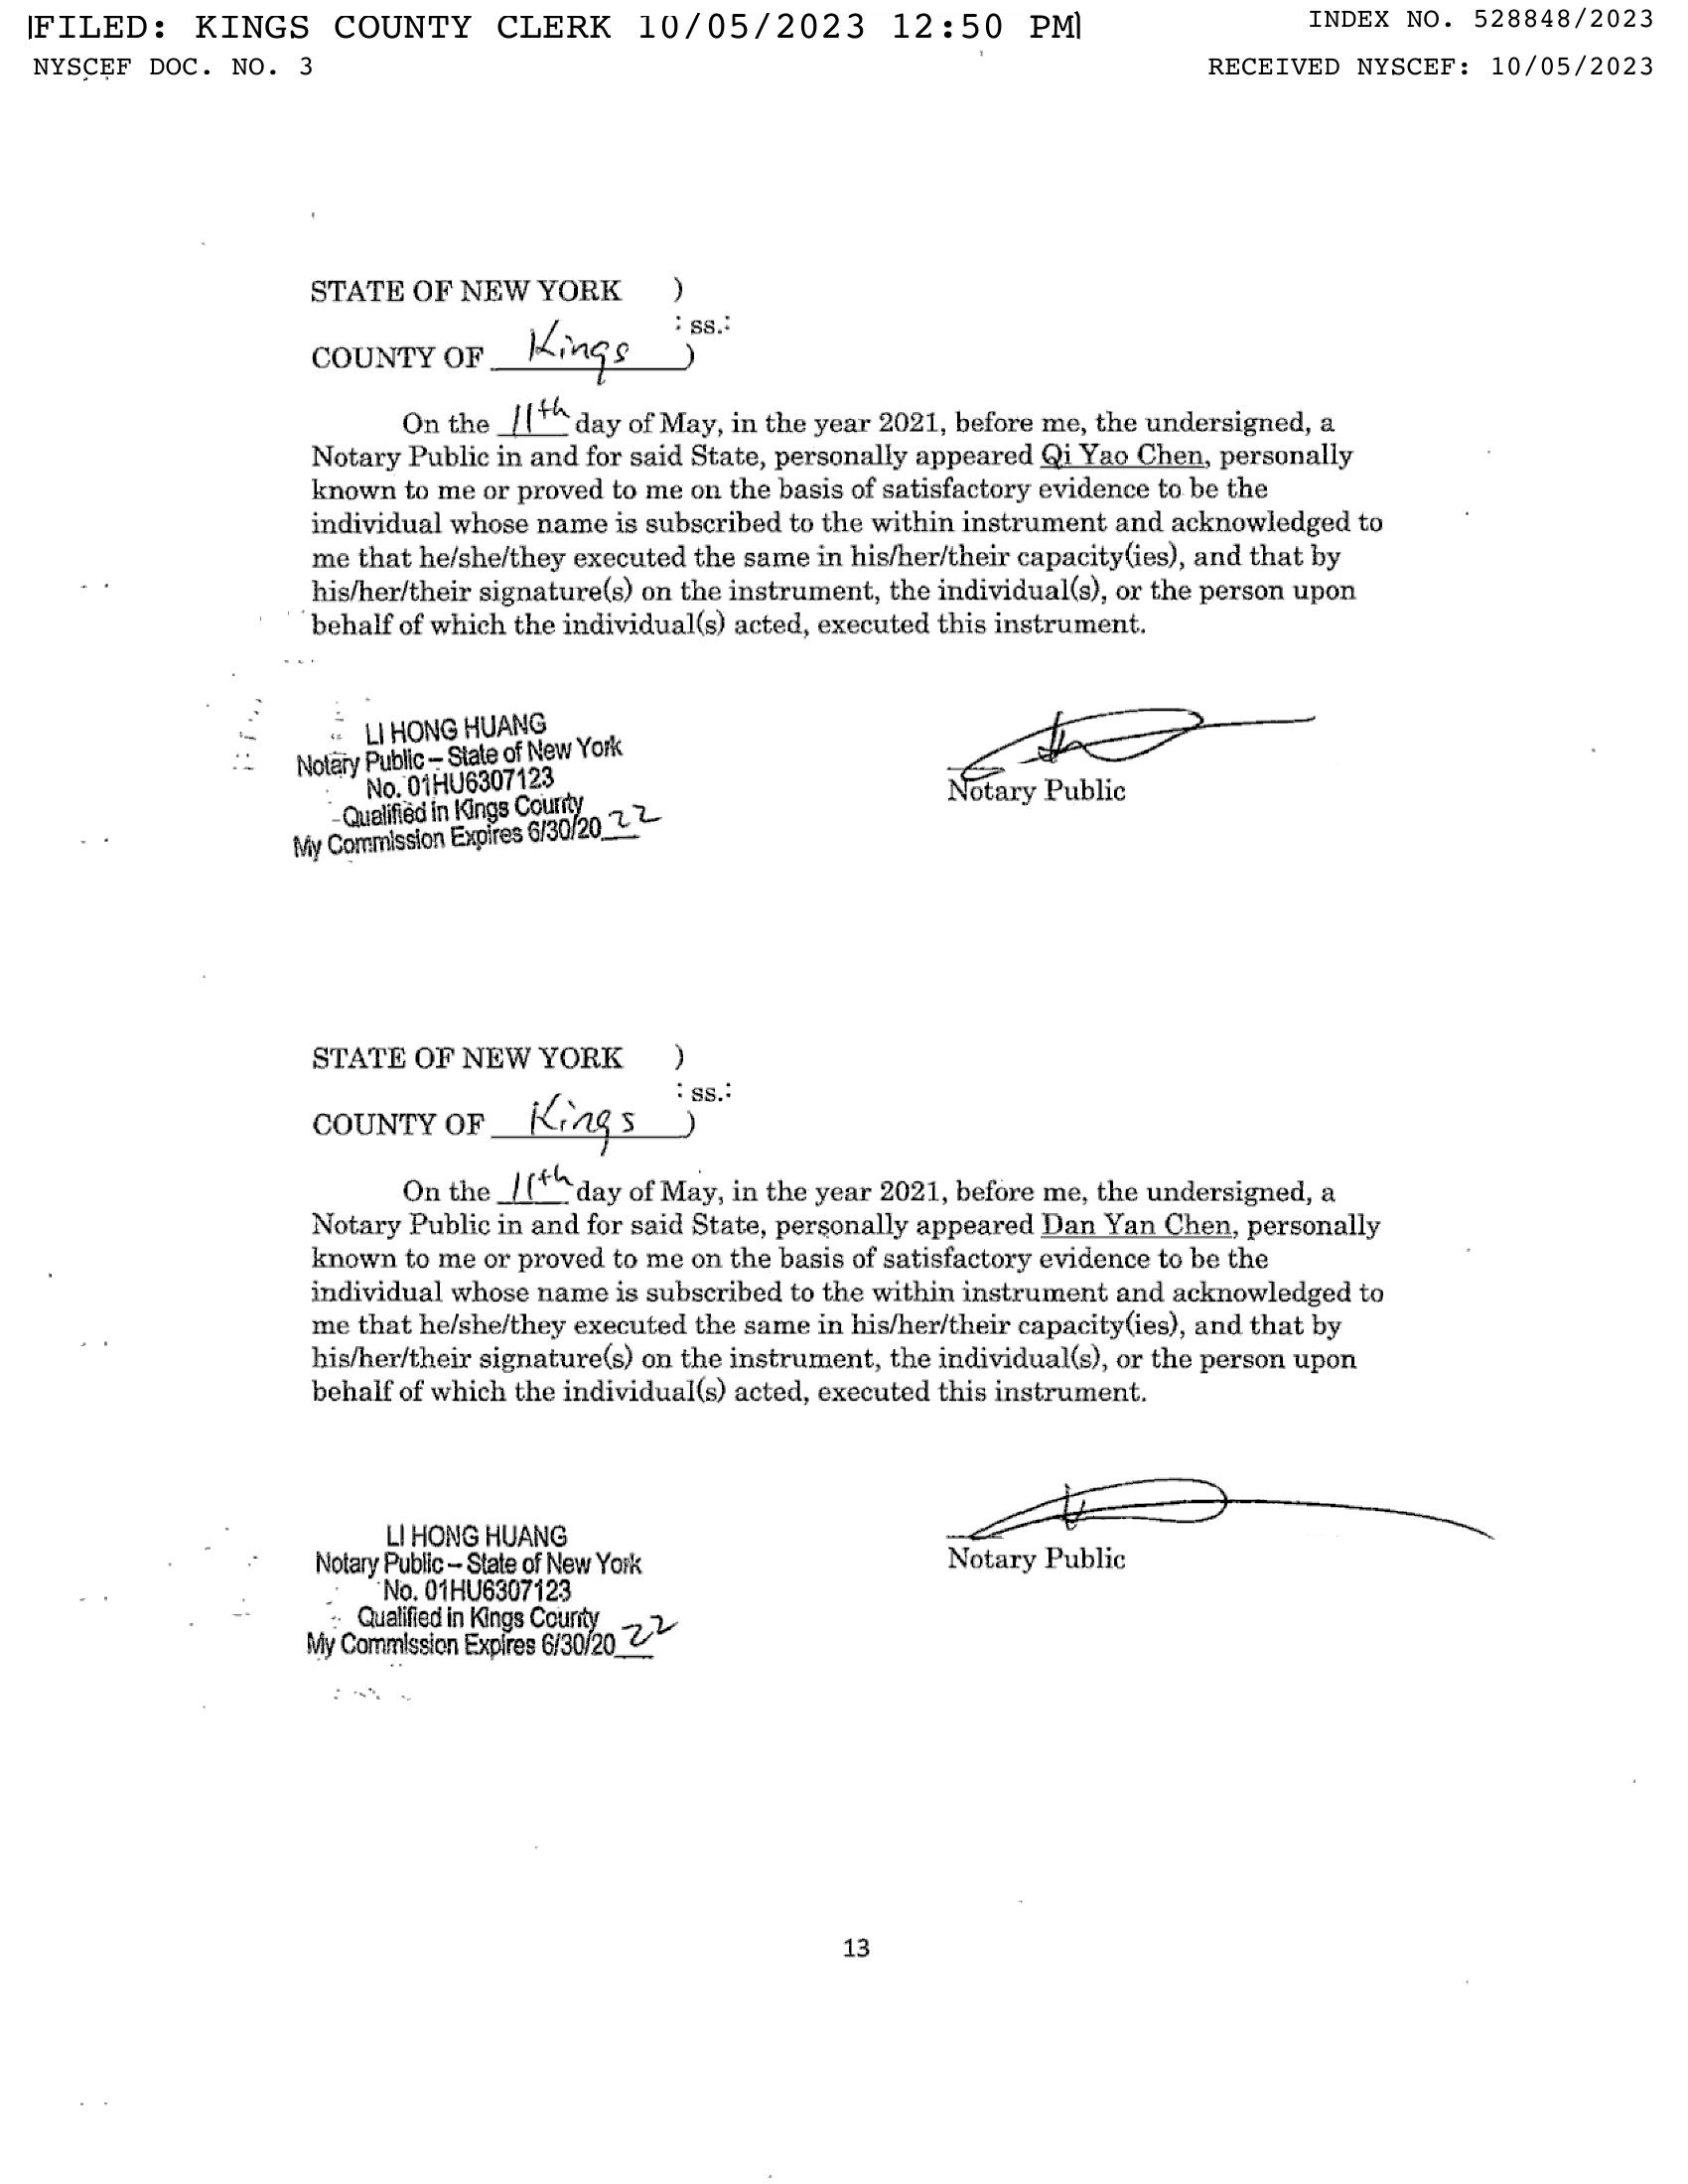 FILED: KINGS COUNTY CLERK 10/05/2023 12:50 PM
INDEX NO. 528848/2023
NYSCEF DOC. NO. 3
RECEIVED NYSCEF: 10/05/2023
STATE OF NEW YORK )
: ss.:
COUNTY OF Kings )
On the 11th day of May, in the year 2021, before me, the undersigned, a
Notary Public in and for said State, personally appeared Qi Yao Chen, personally
known to me or proved to me on the basis of satisfactory evidence to be the
individual whose name is subscribed to the within instrument and acknowledged to
me that he/she/they executed the same in his/her/their capacity(ies), and that by
his/her/their signature(s) on the instrument, the individual(s), or the person upon
behalf of which the individual(s) acted, executed this instrument.
LI HONG HUANG
Notary Public – State of New York
No. 01HU6307123
Qualified in Kings County
My Commission Expires 6/30/20 22
Notary Public
STATE OF NEW YORK )
: ss.:
COUNTY OF Kings )
On the 11th day of May, in the year 2021, before me, the undersigned, a
Notary Public in and for said State, personally appeared Dan Yan Chen, personally
known to me or proved to me on the basis of satisfactory evidence to be the
individual whose name is subscribed to the within instrument and acknowledged to
me that he/she/they executed the same in his/her/their capacity(ies), and that by
his/her/their signature(s) on the instrument, the individual(s), or the person upon
behalf of which the individual(s) acted, executed this instrument.
LI HONG HUANG
Notary Public – State of New York
No. 01HU6307123
Qualified in Kings County
My Commission Expires 6/30/20 22
Notary Public
13